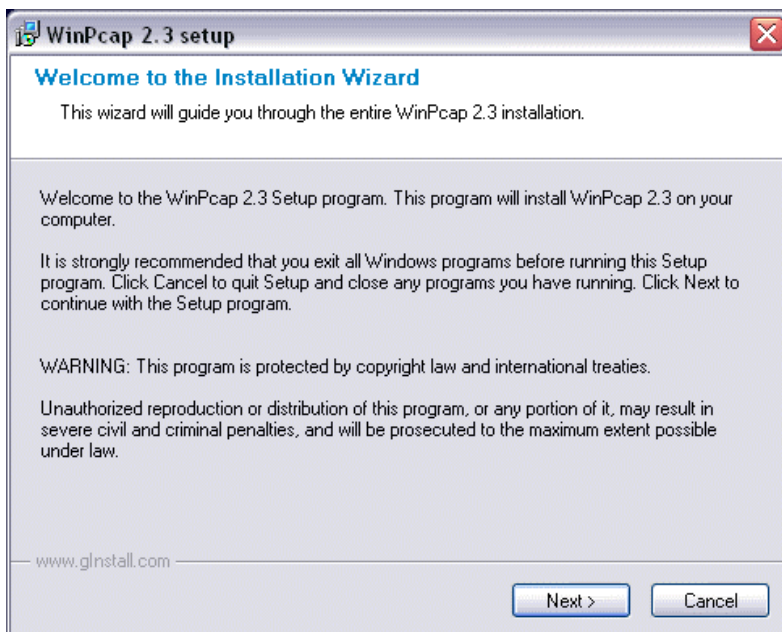 WinPcap 2.3 setup
Welcome to the Installation Wizard
This wizard will guide you through the entire WinPcap 2.3 installation.
Welcome to the WinPcap 2.3 Setup program. This program will install WinPcap 2.3 on your
computer.
It is strongly recommended that you exit all Windows programs before running this Setup
program. Click Cancel to quit Setup and close any programs you have running. Click Next to
continue with the Setup program.
WARNING: This program is protected by copyright law and international treaties.
Unauthorized reproduction or distribution of this program, or any portion of it, may result in
severe civil and criminal penalties, and will be prosecuted to the maximum extent possible
under law.
www.gInstall.com
Next > Cancel